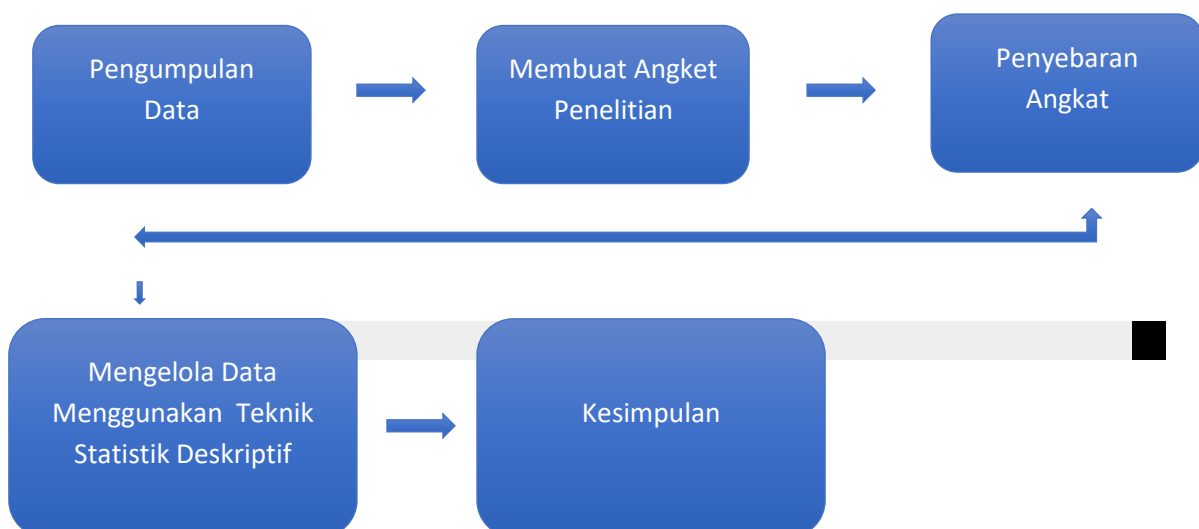 Pengumpulan
Data
Membuat Angket
Penelitian
Penyebaran
Angkat
Mengelola Data
Menggunakan  Teknik
Statistik Deskriptif
Kesimpulan